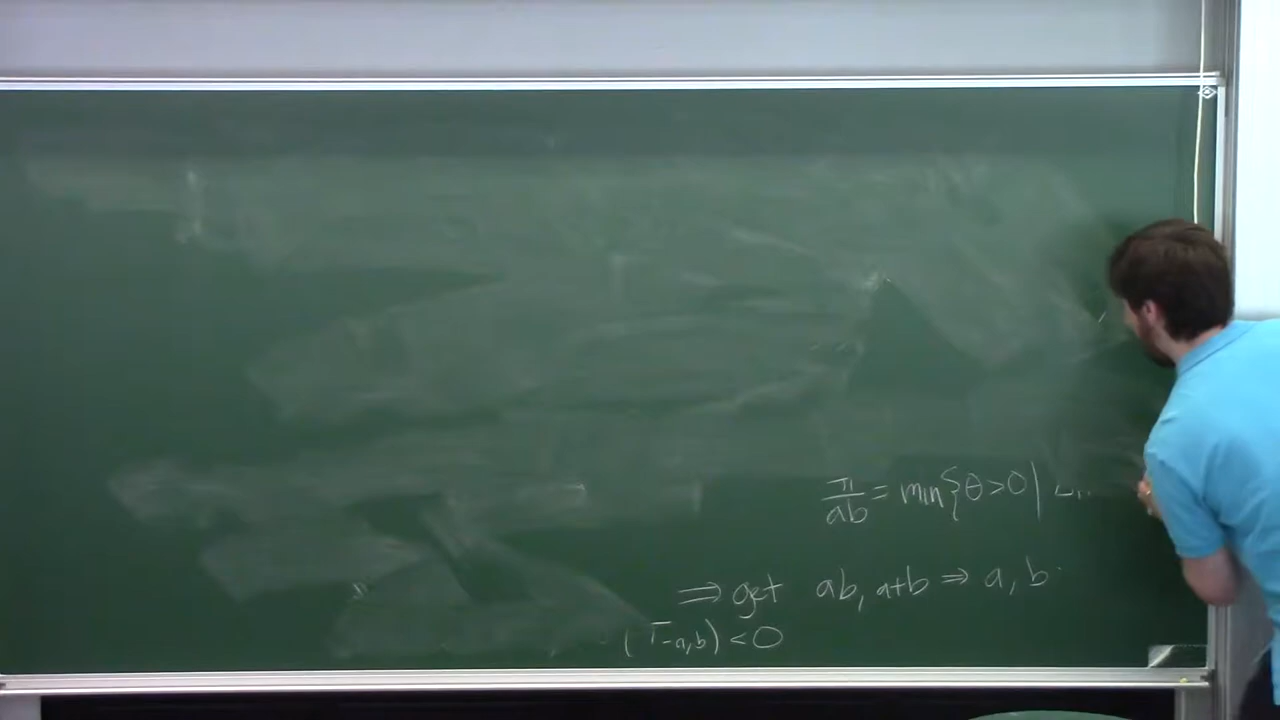 π/ab = min{θ>0|
⇒ get ab, a+b ⇒ a, b
(T-a,b) < 0